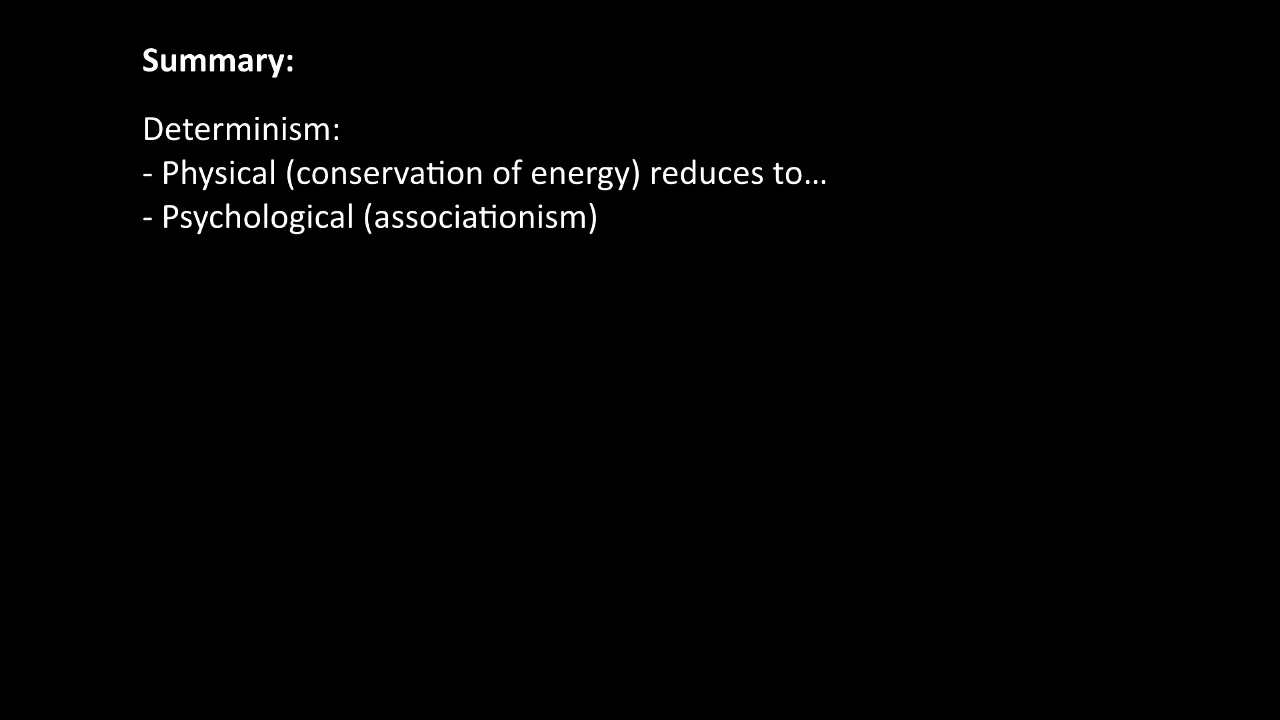 Summary:
Determinism:
- Physical (conservation of energy) reduces to…
- Psychological (associationism)